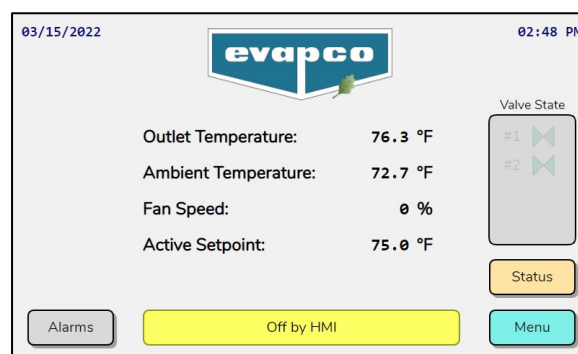 03/15/2022
02:48 PM
evapco
Valve State
Outlet Temperature: 76.3 °F
#1
Ambient Temperature: 72.7 °F
#2
Fan Speed: 0 %
Active Setpoint: 75.0 °F
Status
Alarms
Off by HMI
Menu